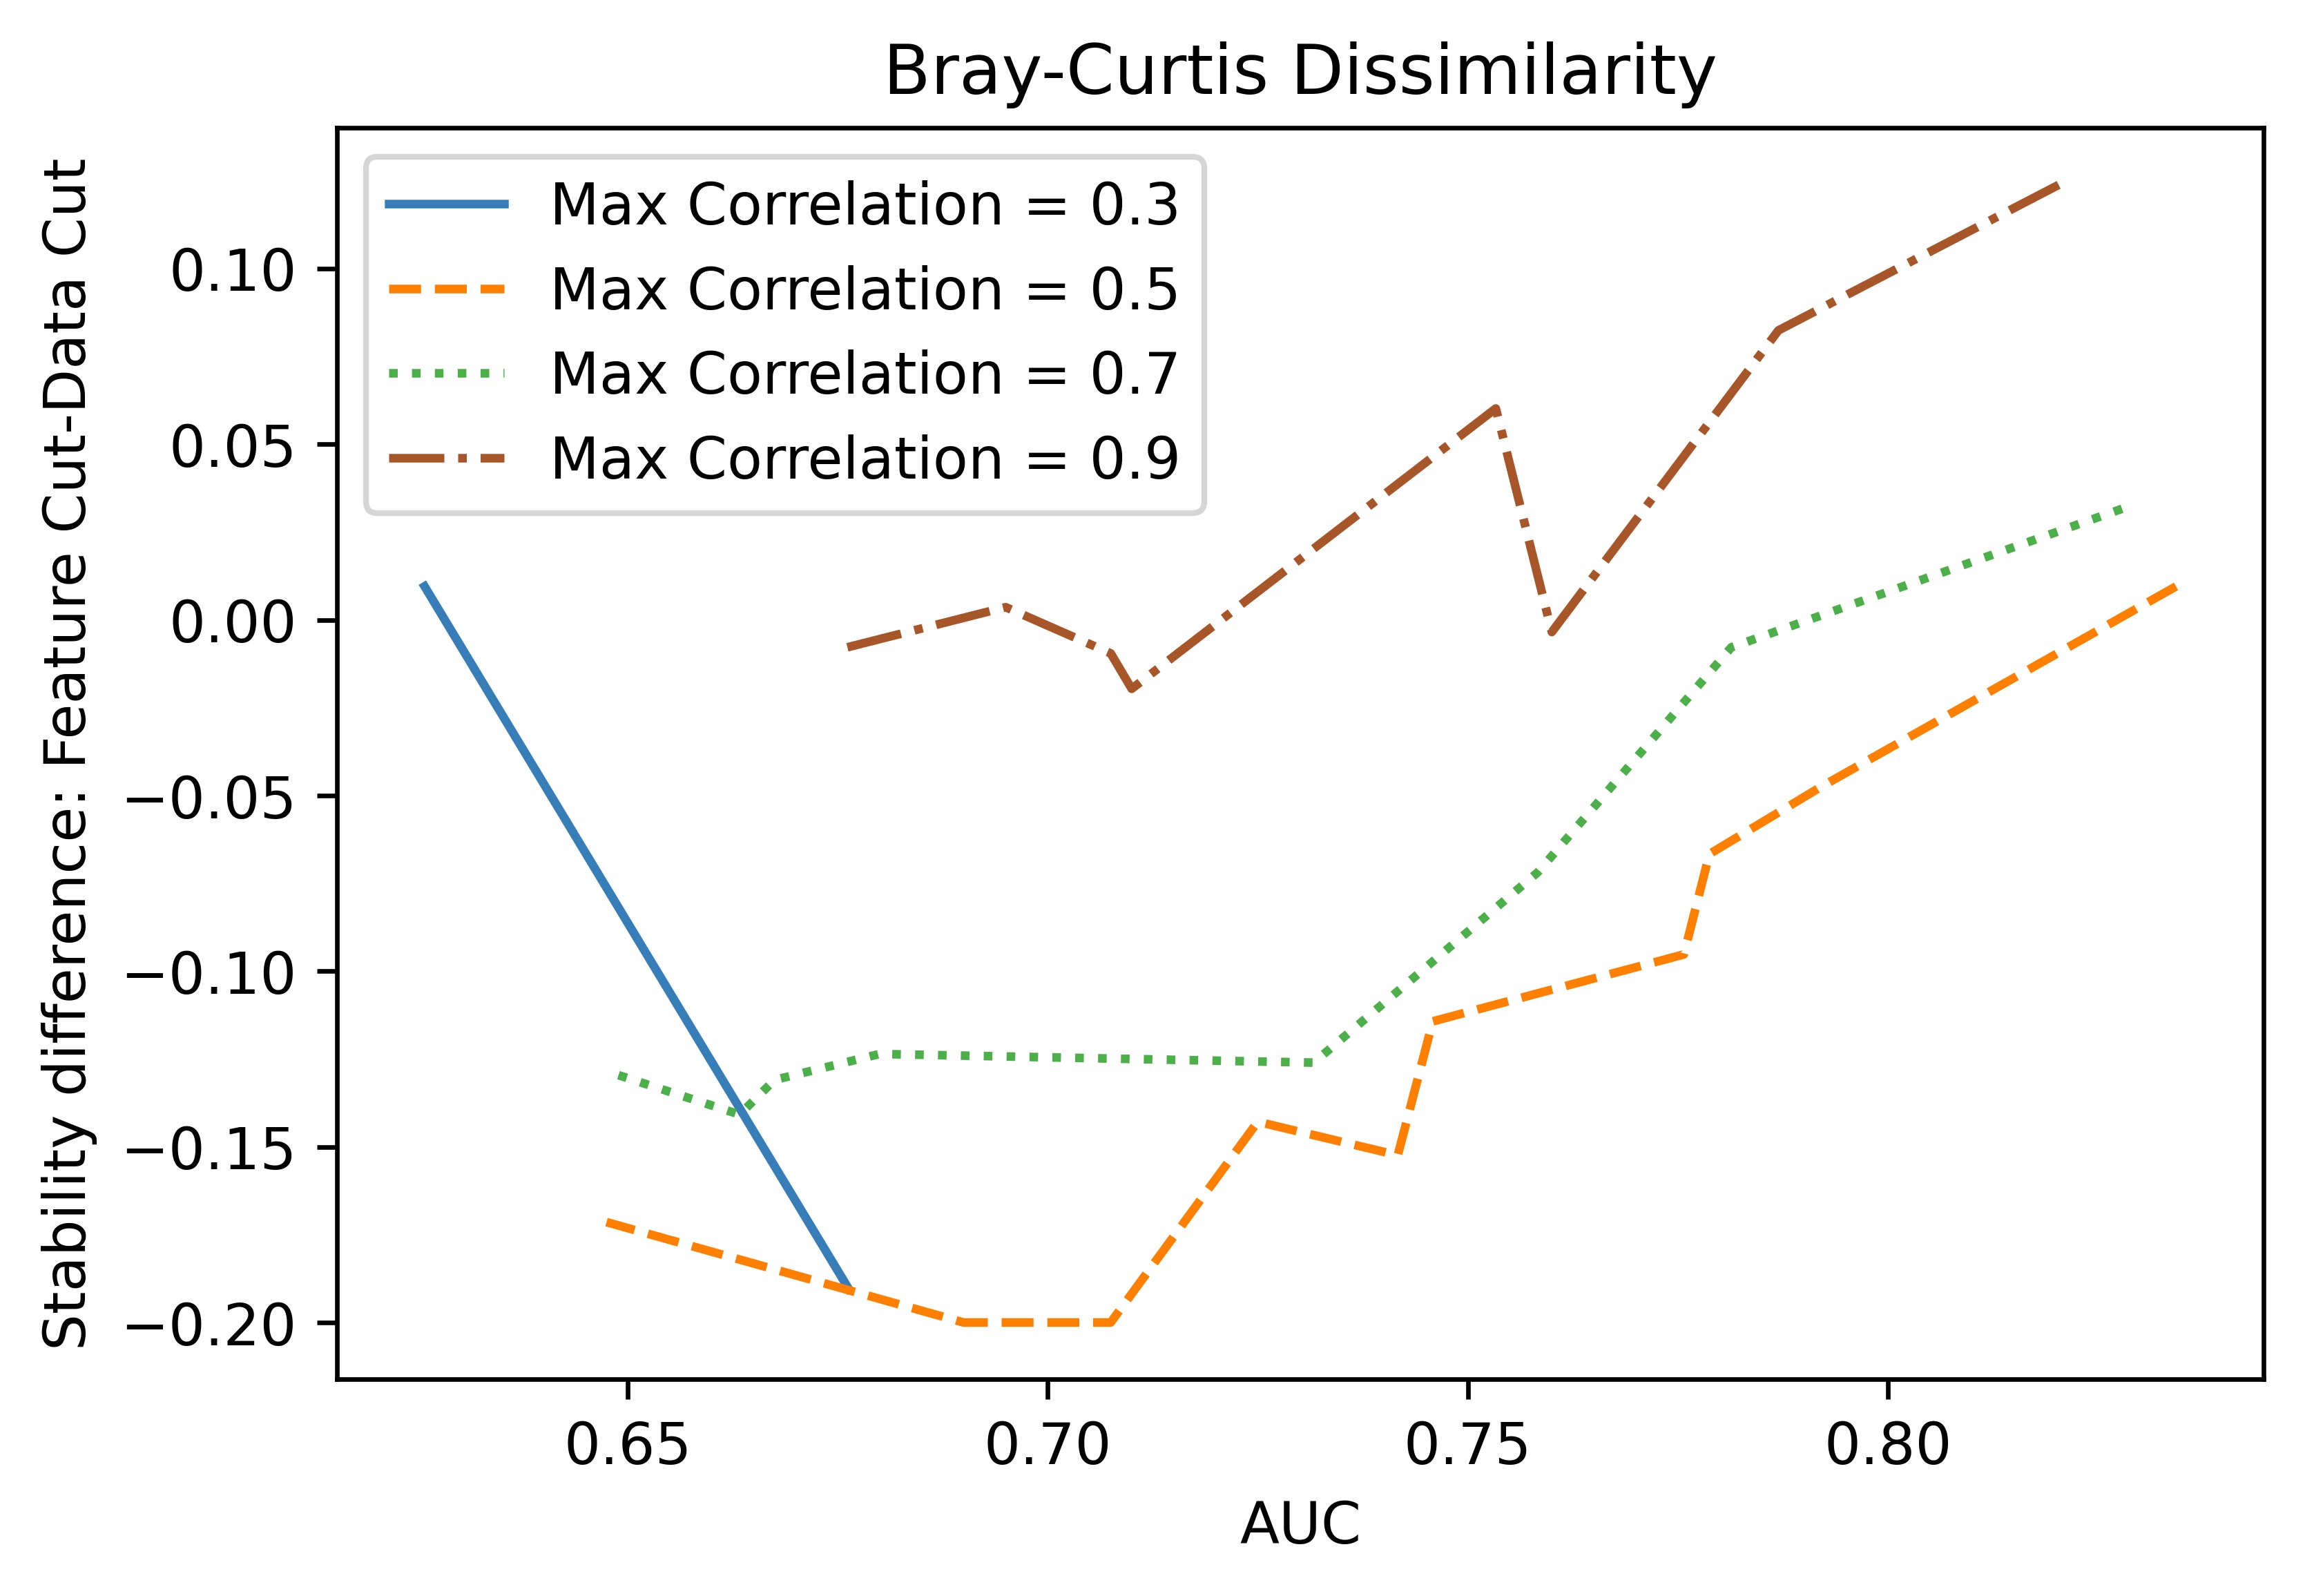 Bray-Curtis Dissimilarity
Stability difference: Feature Cut-Data Cut
Max Correlation = 0.3
Max Correlation = 0.5
Max Correlation = 0.7
Max Correlation = 0.9
0.10
0.05
0.00
−0.05
−0.10
−0.15
−0.20
0.65 0.70 0.75 0.80
AUC